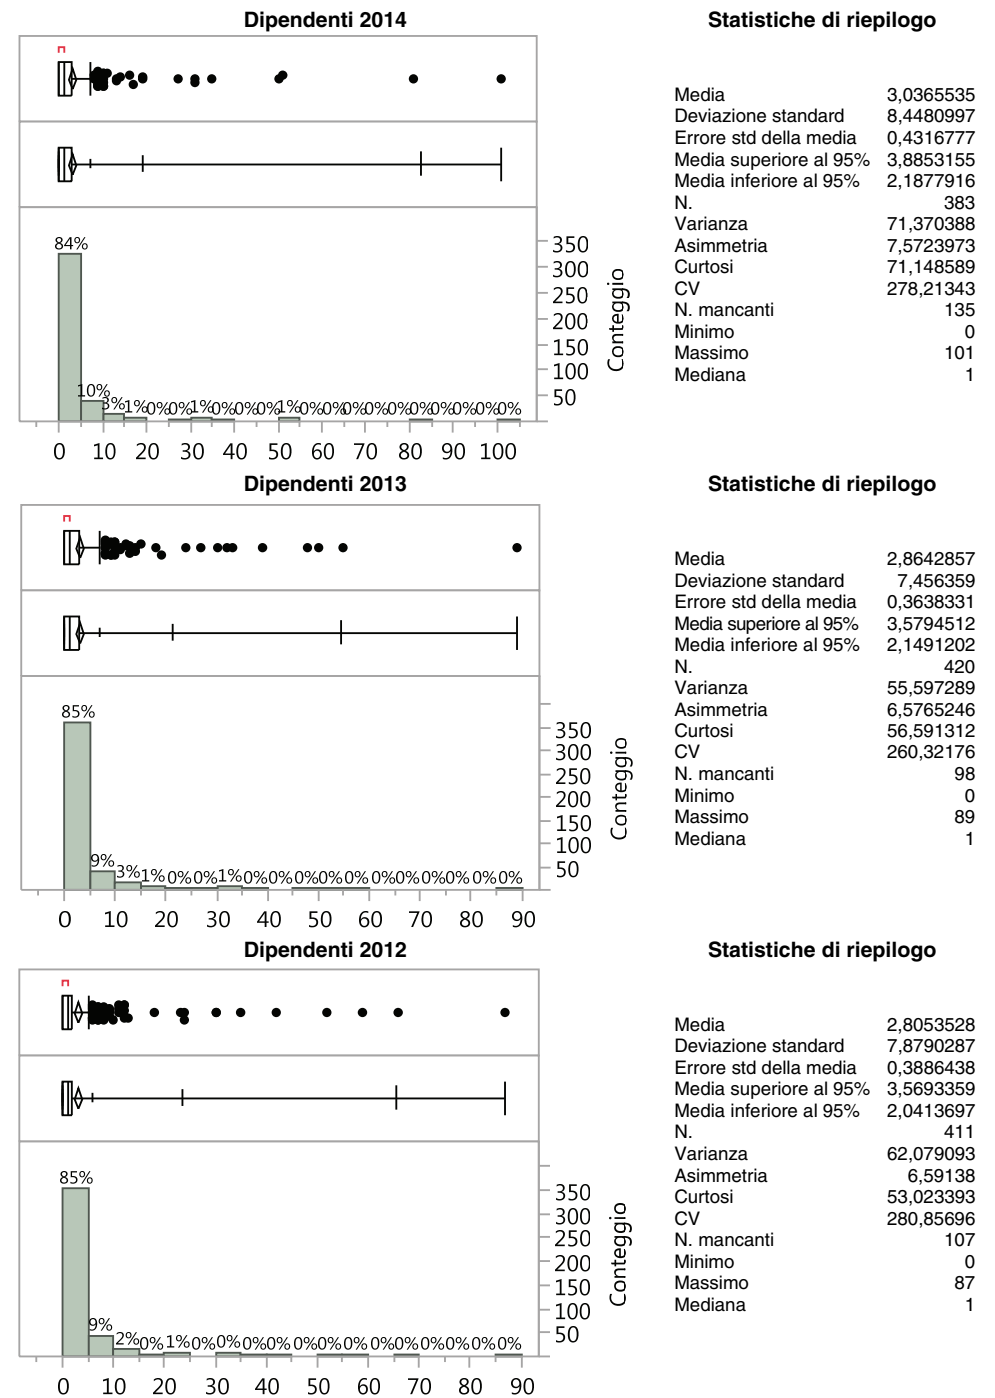 Dipendenti 2014
Statistiche di riepilogo
84%
10%
3%
1%
0%
0%
1%
0%
0%
0%
1%
0%
0%
0%
0%
0%
0%
0%
0%
0%
0%
350
300
250
200
150
100
50
Conteggio
0 10 20 30 40 50 60 70 80 90 100
Media 3,0365535
Deviazione standard 8,4480997
Errore std della media 0,4316777
Media superiore al 95% 3,8853155
Media inferiore al 95% 2,1877916
N. 383
Varianza 71,370388
Asimmetria 7,5723973
Curtosi 71,148589
CV 278,21343
N. mancanti 135
Minimo 0
Massimo 101
Mediana 1
Dipendenti 2013
Statistiche di riepilogo
85%
9%
3%
1%
0%
0%
1%
0%
0%
0%
0%
0%
0%
0%
0%
0%
0%
0%
350
300
250
200
150
100
50
Conteggio
0 10 20 30 40 50 60 70 80 90
Media 2,8642857
Deviazione standard 7,456359
Errore std della media 0,3638331
Media superiore al 95% 3,5794512
Media inferiore al 95% 2,1491202
N. 420
Varianza 55,597289
Asimmetria 6,5765246
Curtosi 56,591312
CV 260,32176
N. mancanti 98
Minimo 0
Massimo 89
Mediana 1
Dipendenti 2012
Statistiche di riepilogo
85%
9%
2%
0%
1%
0%
0%
0%
0%
0%
0%
0%
0%
0%
0%
0%
0%
0%
350
300
250
200
150
100
50
Conteggio
0 10 20 30 40 50 60 70 80 90
Media 2,8053528
Deviazione standard 7,8790287
Errore std della media 0,3886438
Media superiore al 95% 3,5693359
Media inferiore al 95% 2,0413697
N. 411
Varianza 62,079093
Asimmetria 6,59138
Curtosi 53,023393
CV 280,85696
N. mancanti 107
Minimo 0
Massimo 87
Mediana 1